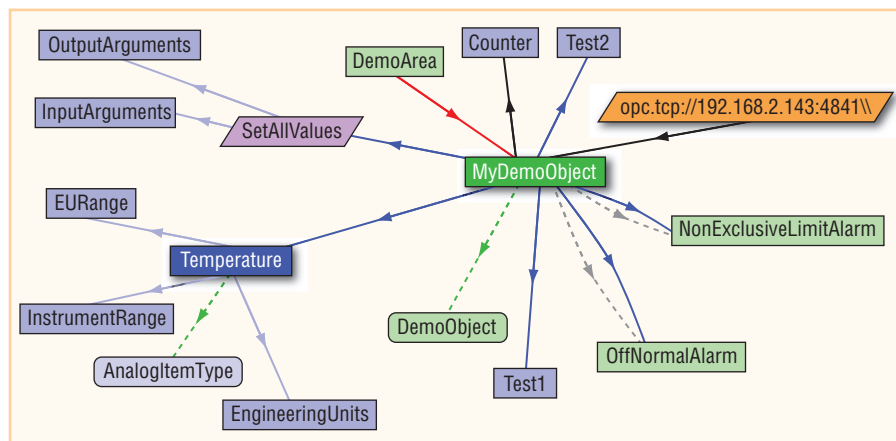 OutputArguments
Counter
Test2
DemoArea
InputArguments
opc.tcp://192.168.2.143:4841\\
SetAllValues
MyDemoObject
EURange
NonExclusiveLimitAlarm
Temperature
InstrumentRange
DemoObject
OffNormalAlarm
AnalogItemType
Test1
EngineeringUnits